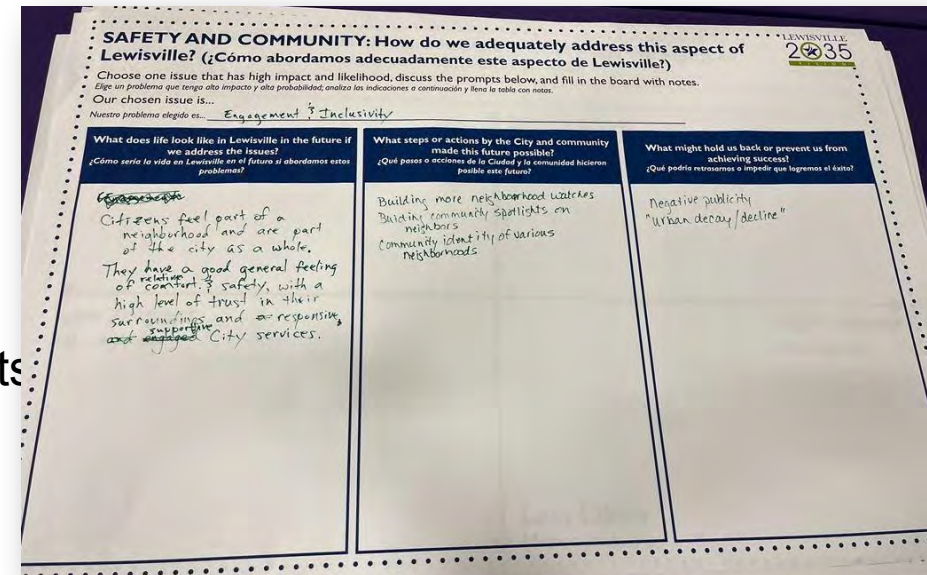 SAFETY AND COMMUNITY: How do we adequately address this aspect of
Lewisville? (¿Cómo abordamos adecuadamente este aspecto de Lewisville?)
LEWISVILLE
2035
Choose one issue that has high impact and likelihood, discuss the prompts below, and fill in the board with notes.
Elige un problema que tenga alto impacto y alta probabilidad; analiza las indicaciones a continuación y llena la tabla con notas.
Our chosen issue is...
Nuestro problema elegido es... Engagement & Inclusivity
What does life look like in Lewisville in the future if
we address the issues?
¿Cómo sería la vida en Lewisville en el futuro si abordamos estos
problemas?
Citizens feel part of a
neighborhood and are part
of the city as a whole.
They have a good general feeling
of relative comfort & safety, with a
high level of trust in their
surroundings and a responsive,
and supportive engaged City services.
What steps or actions by the City and community
made this future possible?
¿Qué pasos o acciones de la Ciudad y la comunidad hicieron
posible este futuro?
Building more neighborhood watches
Building community spotlights on
neighbors
Community identity of various
neighborhoods
What might hold us back or prevent us from
achieving success?
¿Qué podría retrasarnos o impedir que logremos el éxito?
Negative publicity
"urban decay/decline"
ts